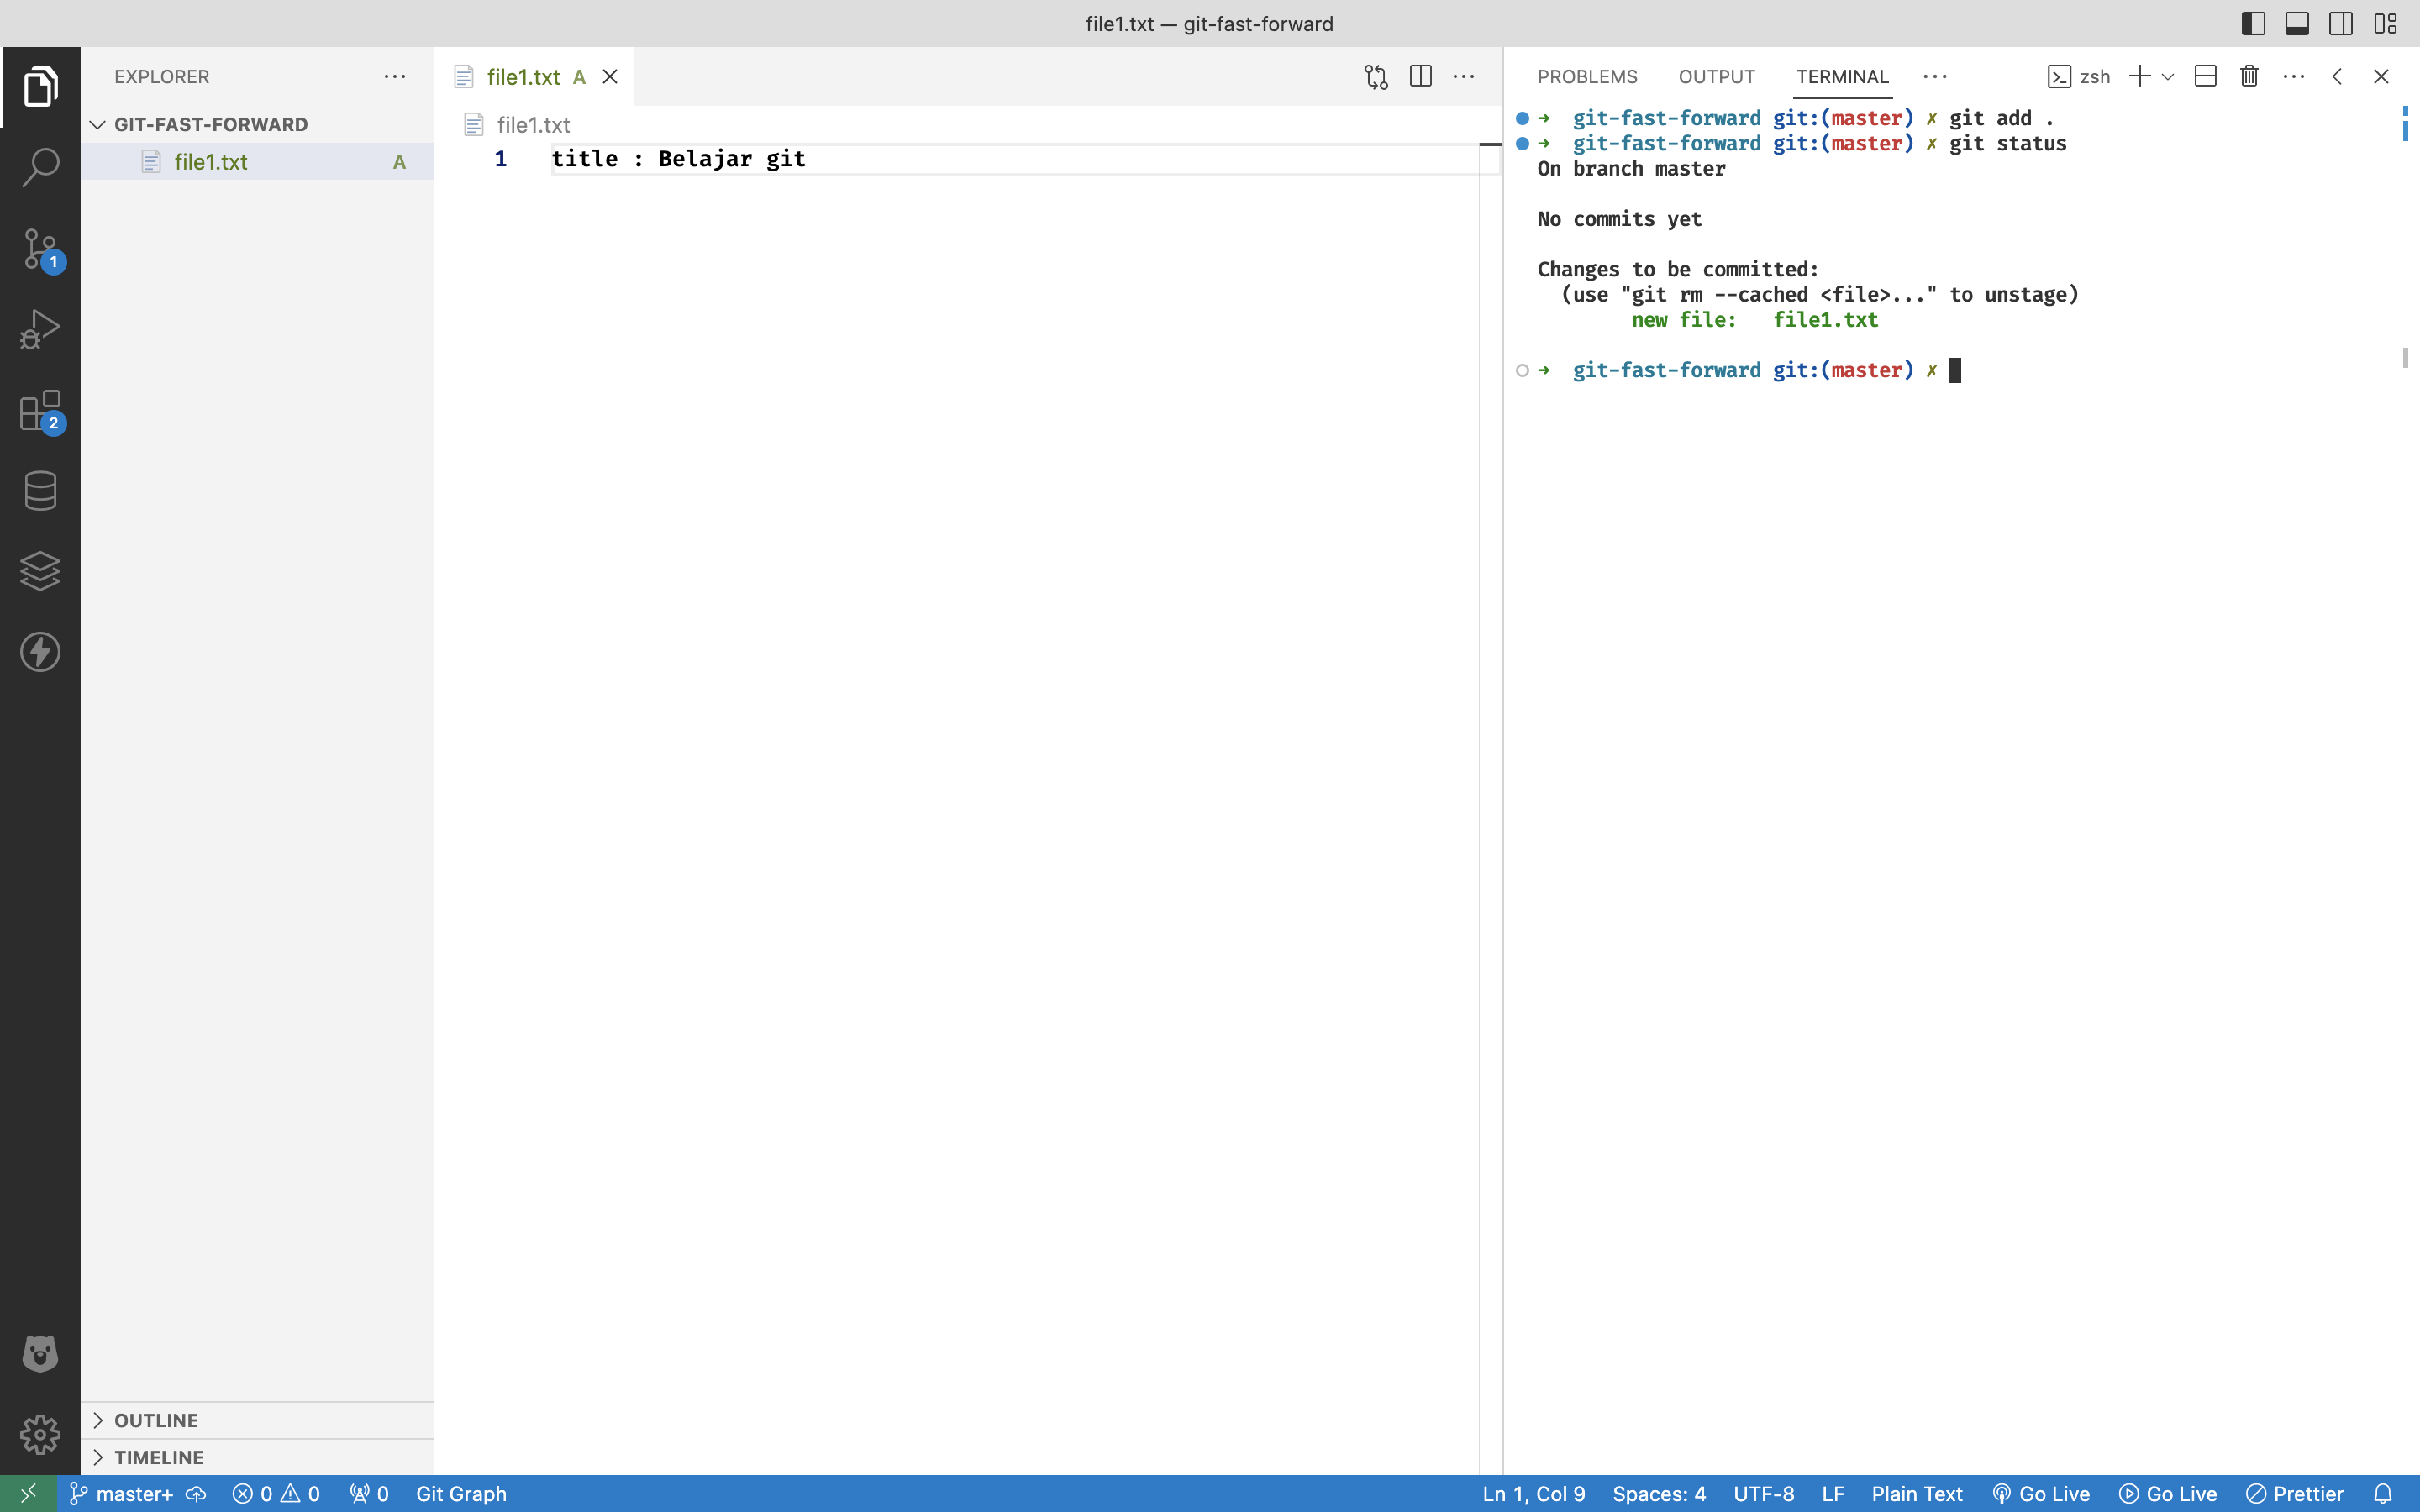 file1.txt — git-fast-forward
EXPLORER
GIT-FAST-FORWARD
file1.txt A
1
2
OUTLINE
TIMELINE
file1.txt A
file1.txt
1 title : Belajar git
PROBLEMS OUTPUT TERMINAL zsh
➜ git-fast-forward git:(master) ✗ git add .
➜ git-fast-forward git:(master) ✗ git status
On branch master
No commits yet
Changes to be committed:
(use "git rm --cached <file>..." to unstage)
new file: file1.txt
➜ git-fast-forward git:(master) ✗
master+ 0 0 0 Git Graph Ln 1, Col 9 Spaces: 4 UTF-8 LF Plain Text Go Live Go Live Prettier